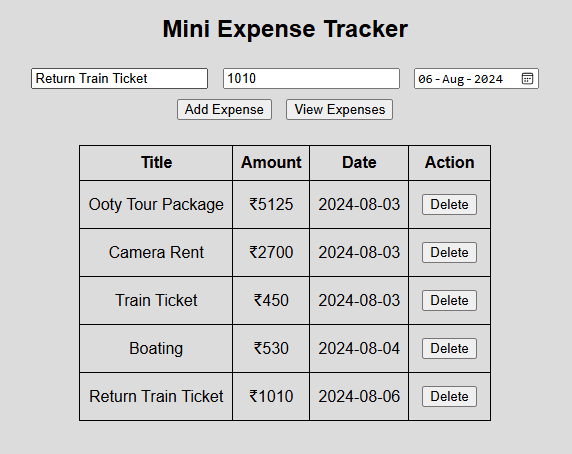 Mini Expense Tracker
Return Train Ticket 1010 06-Aug-2024
Add Expense View Expenses
Title Amount Date Action
Ooty Tour Package ₹5125 2024-08-03 Delete
Camera Rent ₹2700 2024-08-03 Delete
Train Ticket ₹450 2024-08-03 Delete
Boating ₹530 2024-08-04 Delete
Return Train Ticket ₹1010 2024-08-06 Delete